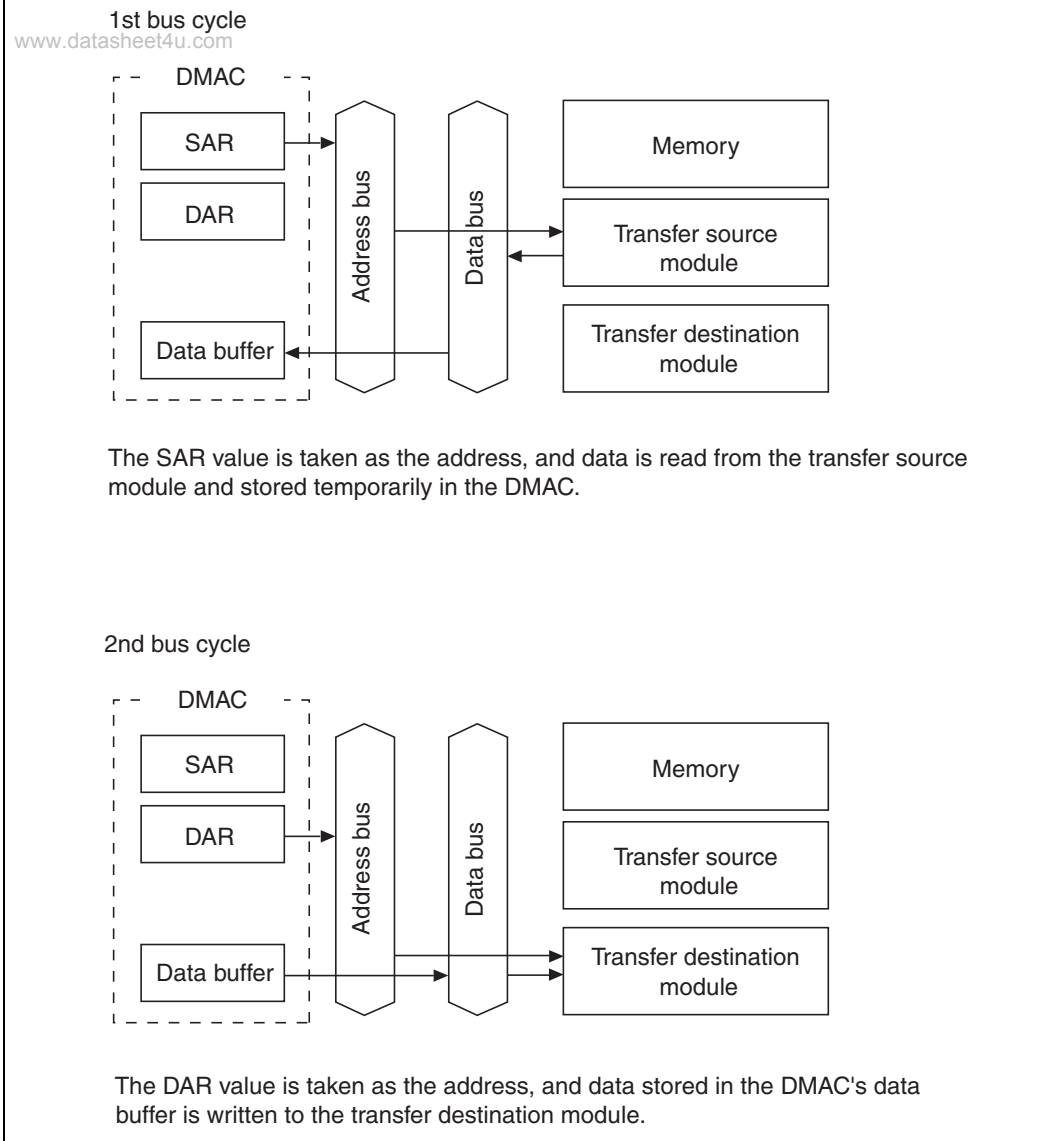 1st bus cycle
www.datasheet4u.com
DMAC
SAR
DAR
Data buffer
Address bus
Data bus
Memory
Transfer source
module
Transfer destination
module
The SAR value is taken as the address, and data is read from the transfer source
module and stored temporarily in the DMAC.
2nd bus cycle
DMAC
SAR
DAR
Data buffer
Address bus
Data bus
Memory
Transfer source
module
Transfer destination
module
The DAR value is taken as the address, and data stored in the DMAC's data
buffer is written to the transfer destination module.